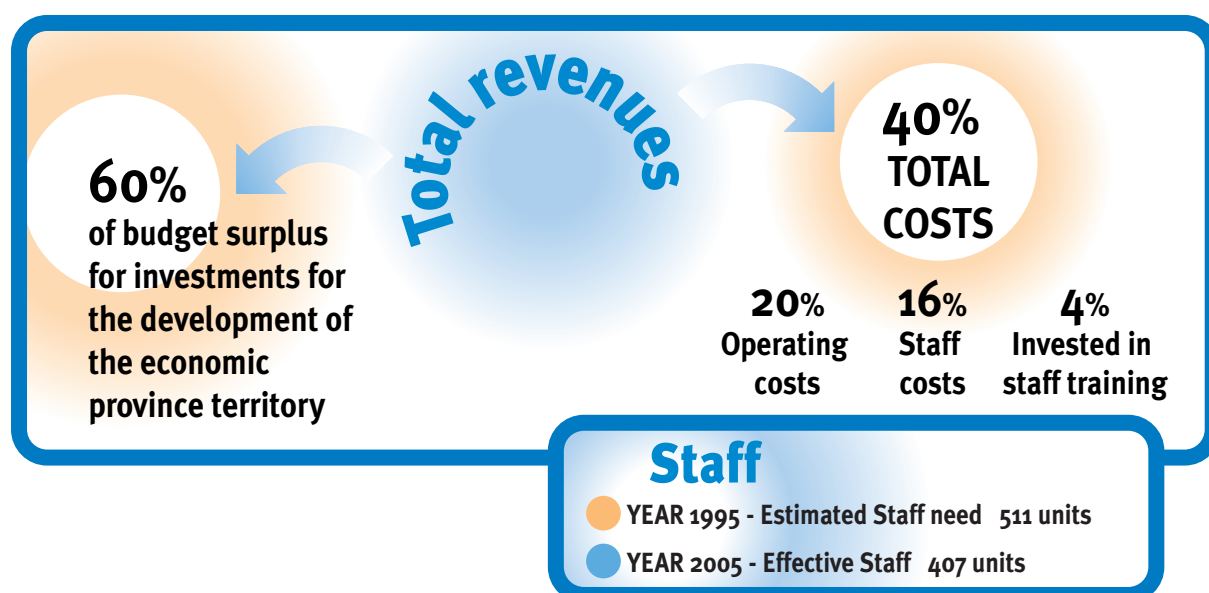 Total revenues
60%
of budget surplus
for investments for
the development of
the economic
province territory
40%
TOTAL
COSTS
20%
Operating
costs
16%
Staff
costs
4%
Invested in
staff training
Staff
YEAR 1995 - Estimated Staff need 511 units
YEAR 2005 - Effective Staff 407 units